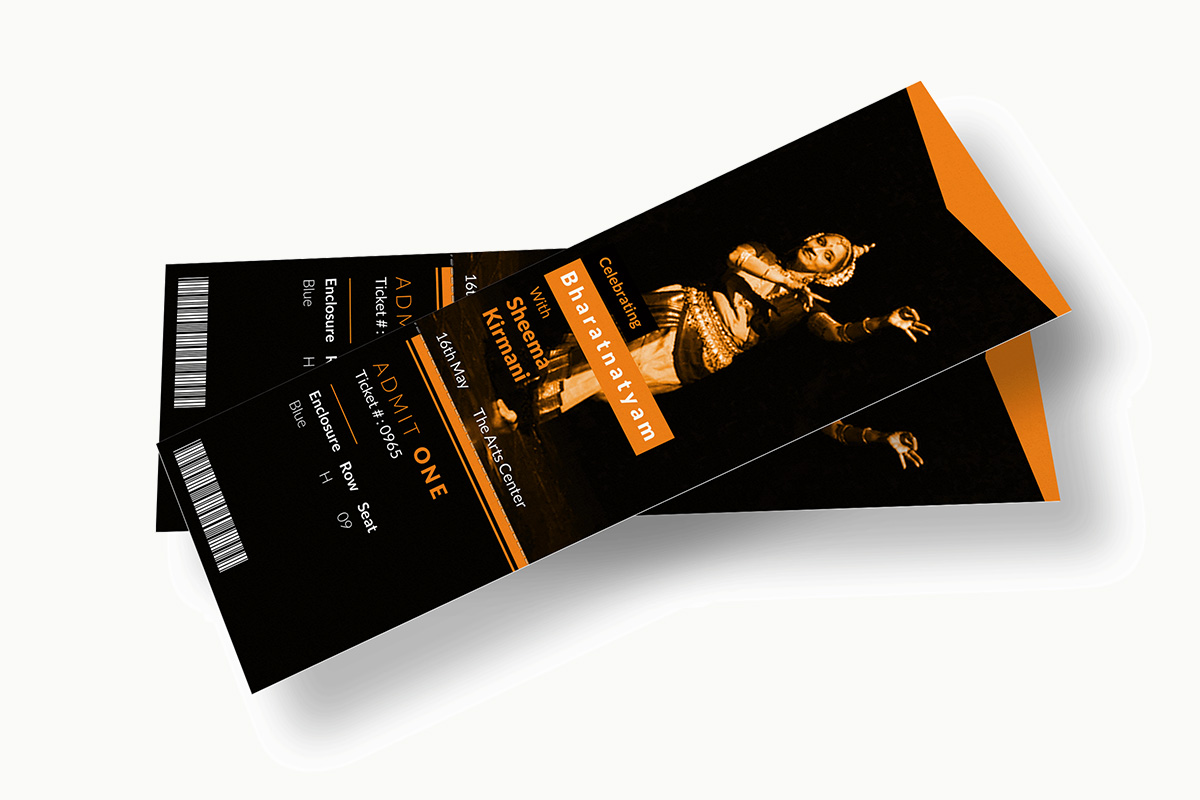 Celebrating
Bharatnatyam
With
Sheema
Kirmani
16th May The Arts Center
ADMIT ONE
Ticket # : 0965
Enclosure Row Seat
Blue H 09
16t
ADM
Ticket # :
Enclosure
Blue H